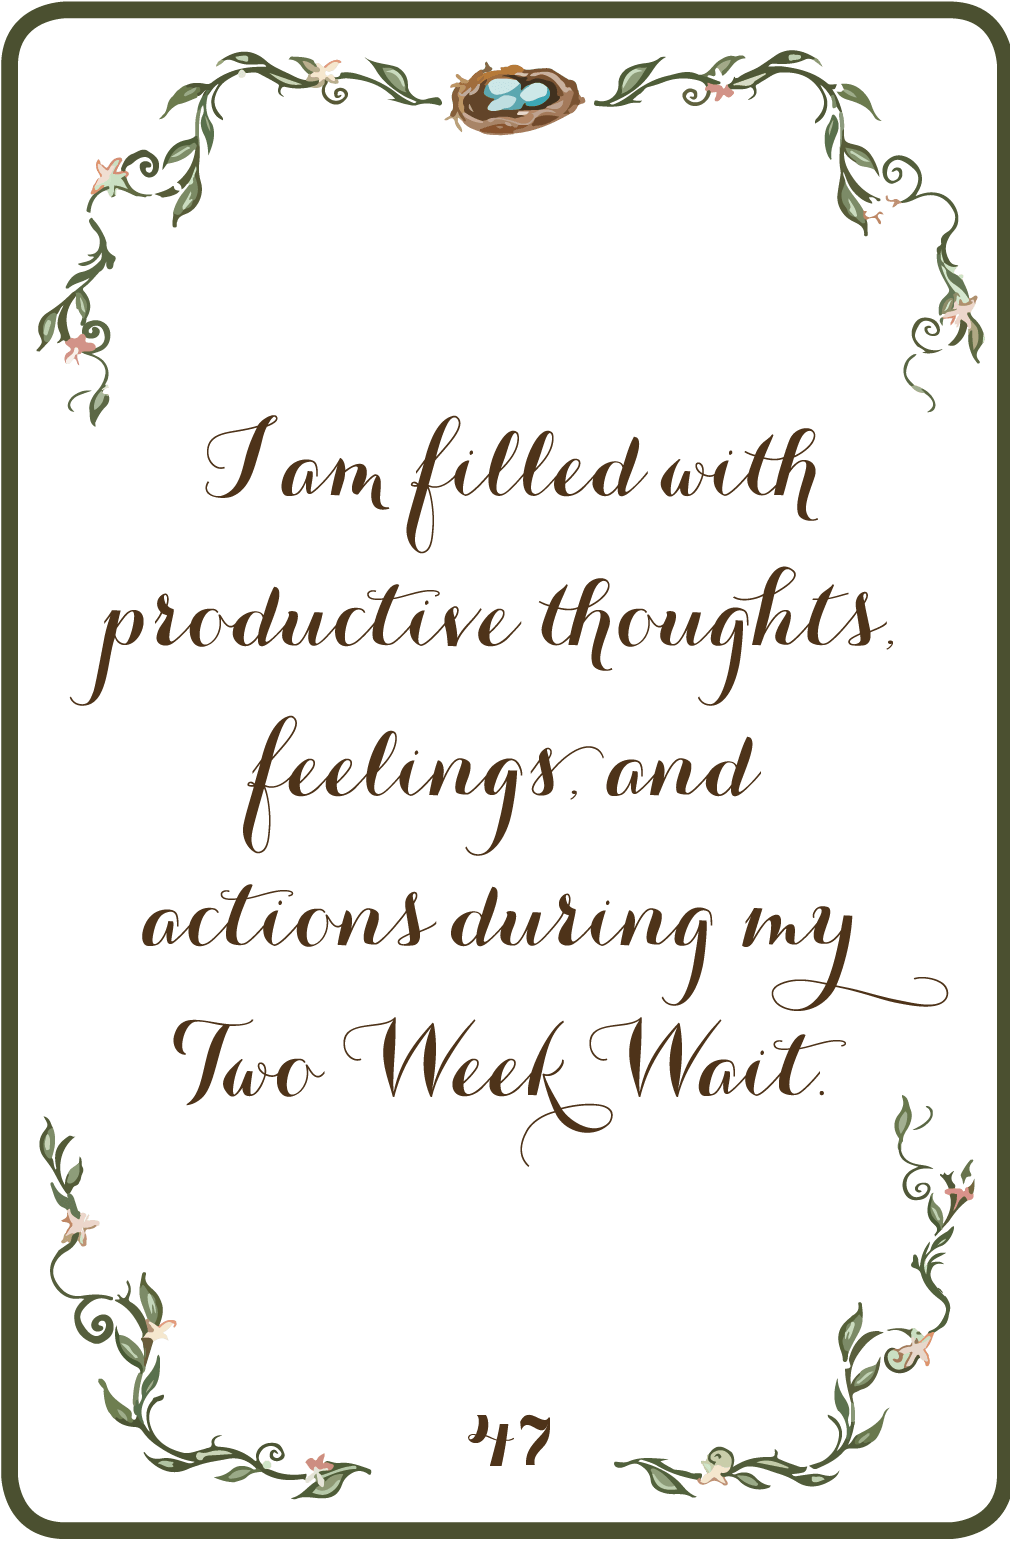 I am filled with
productive thoughts,
feelings, and
actions during my
Two Week Wait.
47